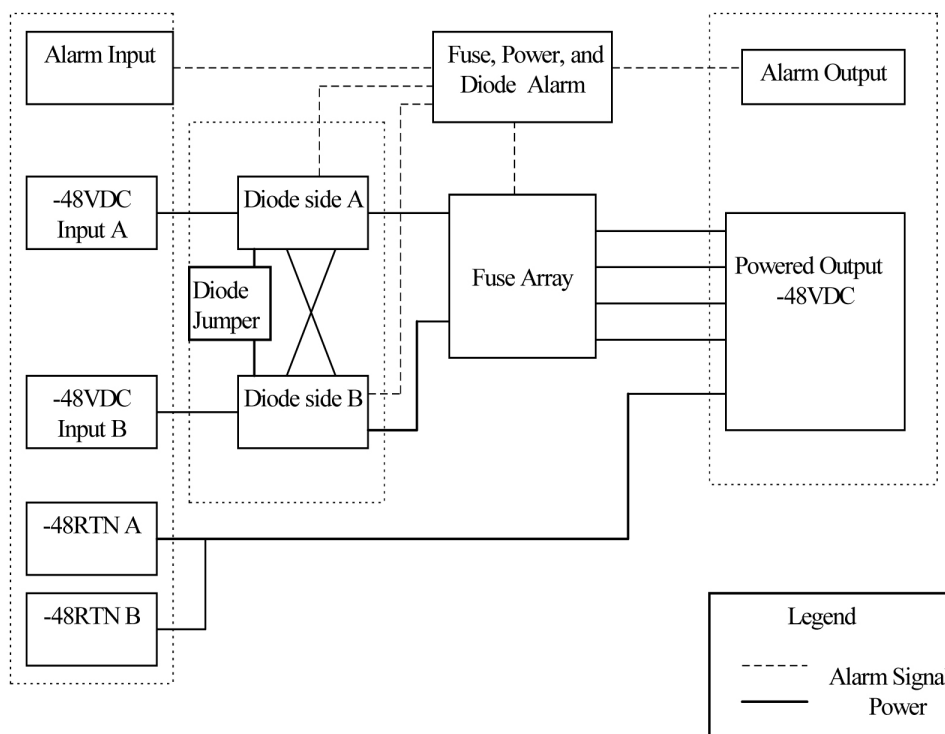 Alarm Input
Fuse, Power, and
Diode Alarm
Alarm Output
-48VDC
Input A
Diode side A
Fuse Array
Powered Output
-48VDC
Diode
Jumper
-48VDC
Input B
Diode side B
-48RTN A
-48RTN B
Legend
Alarm Signal
Power